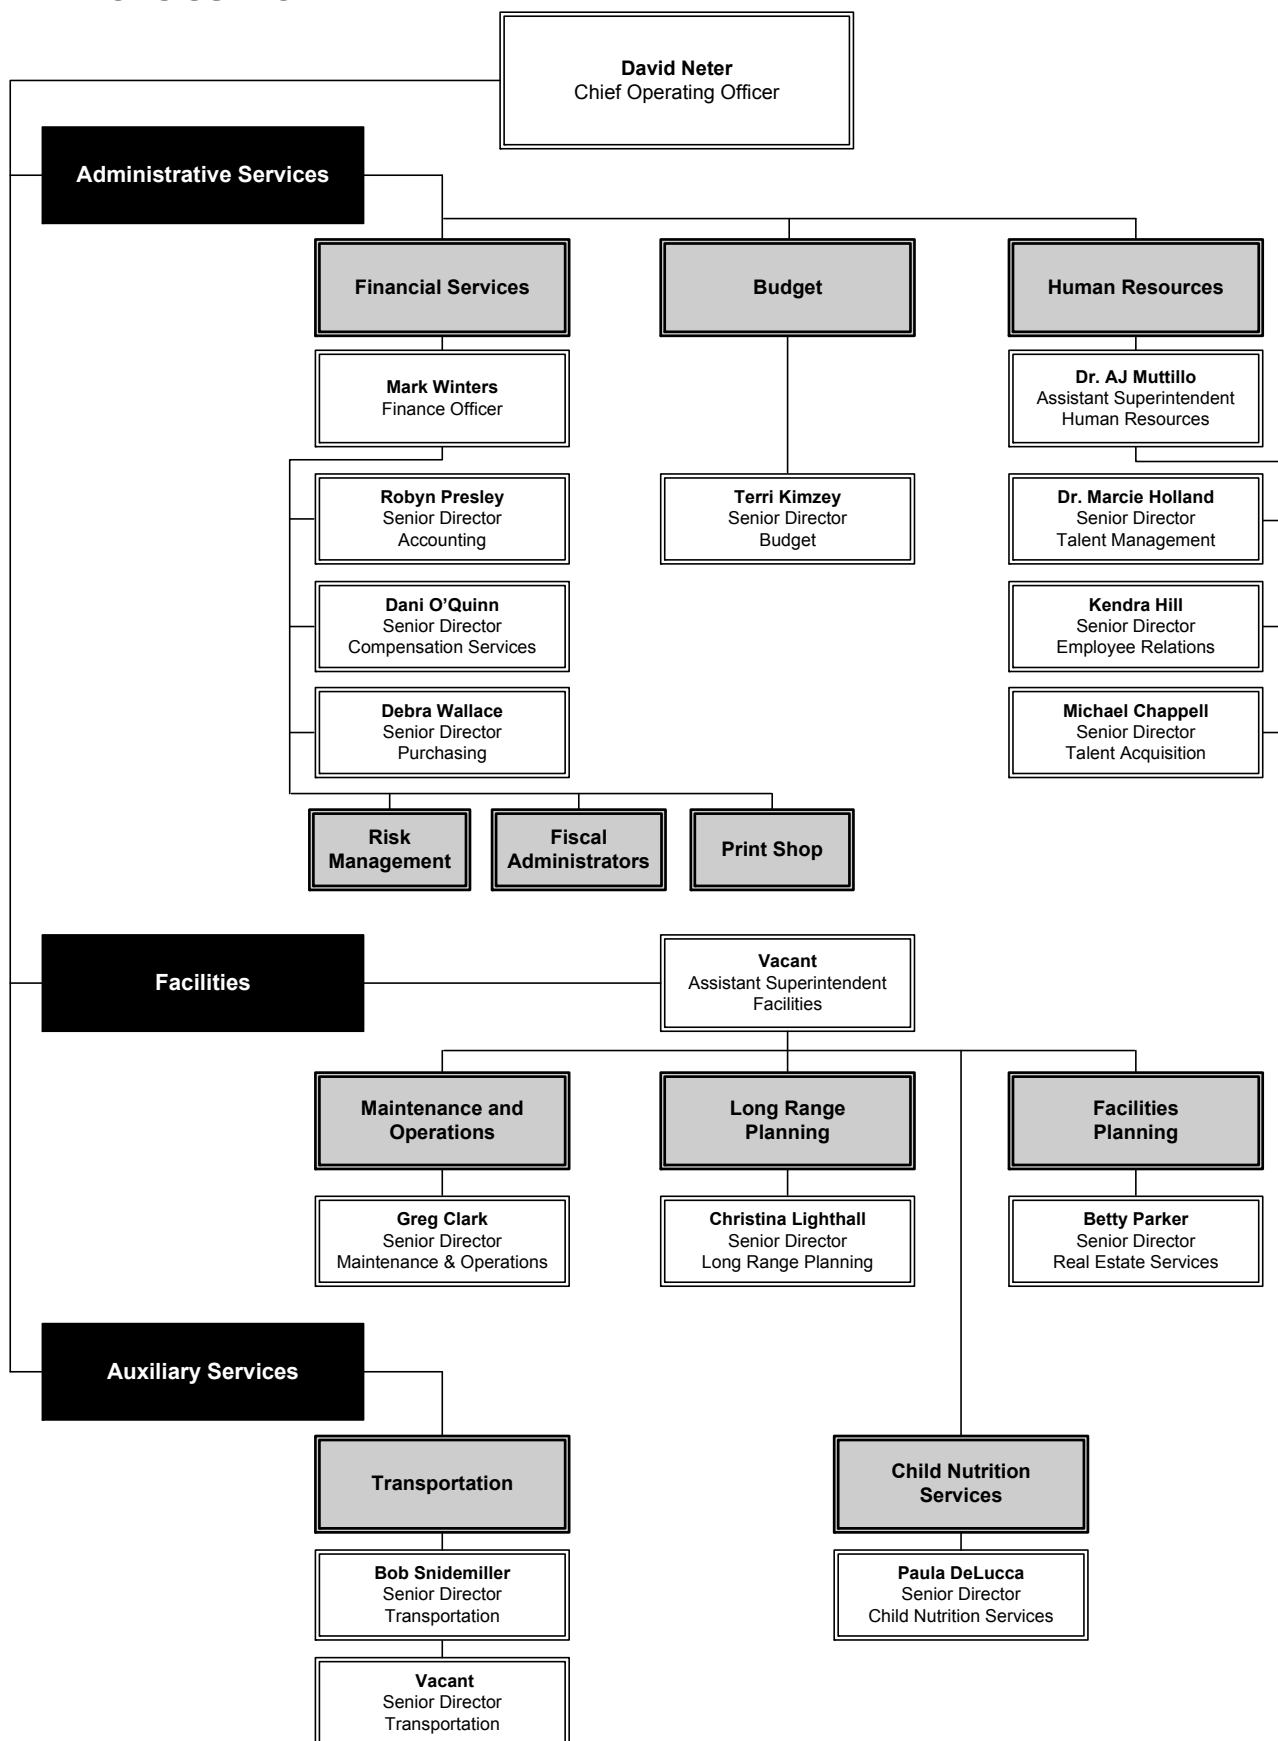 David Neter
Chief Operating Officer
Administrative Services
Financial Services
Budget
Human Resources
Mark Winters
Finance Officer
Dr. AJ Muttillo
Assistant Superintendent
Human Resources
Robyn Presley
Senior Director
Accounting
Terri Kimzey
Senior Director
Budget
Dr. Marcie Holland
Senior Director
Talent Management
Dani O’Quinn
Senior Director
Compensation Services
Kendra Hill
Senior Director
Employee Relations
Debra Wallace
Senior Director
Purchasing
Michael Chappell
Senior Director
Talent Acquisition
Risk
Management
Fiscal
Administrators
Print Shop
Facilities
Vacant
Assistant Superintendent
Facilities
Maintenance and
Operations
Long Range
Planning
Facilities
Planning
Greg Clark
Senior Director
Maintenance & Operations
Christina Lighthall
Senior Director
Long Range Planning
Betty Parker
Senior Director
Real Estate Services
Auxiliary Services
Transportation
Child Nutrition
Services
Bob Snidemiller
Senior Director
Transportation
Paula DeLucca
Senior Director
Child Nutrition Services
Vacant
Senior Director
Transportation